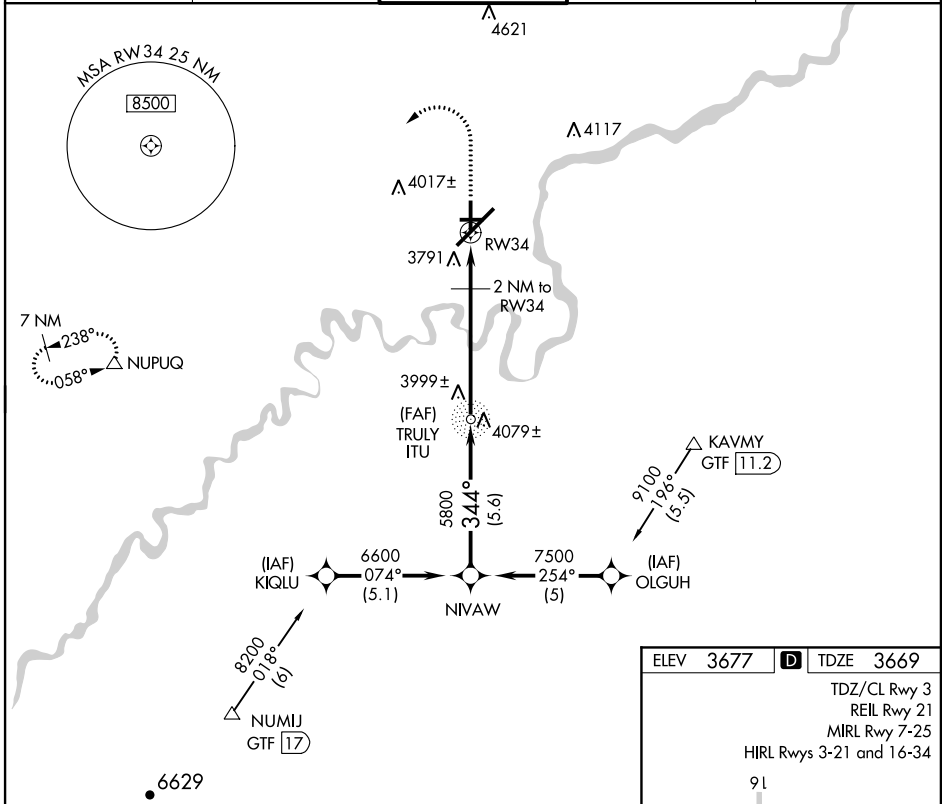 4621
MSA RW34 25 NM
8500
4117
4017±
RW34
3791
2 NM to
RW34
7 NM
238°
058°
NUPUQ
3999±
(FAF)
TRULY
ITU
4079±
KAVMY
GTF 11.2
9100
196°
(5.5)
5800
344°
(5.6)
(IAF)
KIQLU
6600
074°
(5.1)
NIVAW
7500
254°
(5)
(IAF)
OLGUH
8200
018°
(6)
NUMIJ
GTF 17
6629
ELEV 3677 D TDZE 3669
TDZ/CL Rwy 3
REIL Rwy 21
MIRL Rwy 7-25
HIRL Rwys 3-21 and 16-34
16